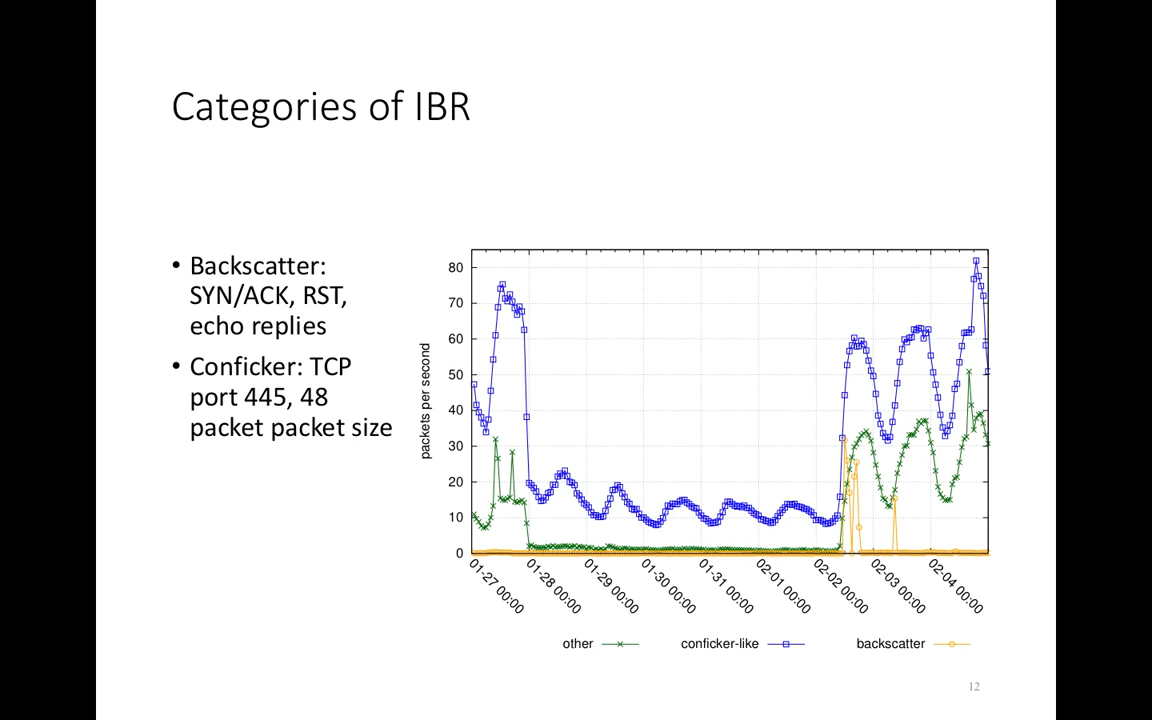 Categories of IBR
• Backscatter:
SYN/ACK, RST,
echo replies
• Conficker: TCP
port 445, 48
packet packet size
packets per second
80
70
60
50
40
30
20
10
0
01-27 00:00
01-28 00:00
01-29 00:00
01-30 00:00
01-31 00:00
02-01 00:00
02-02 00:00
02-03 00:00
02-04 00:00
other
conficker-like
backscatter
12